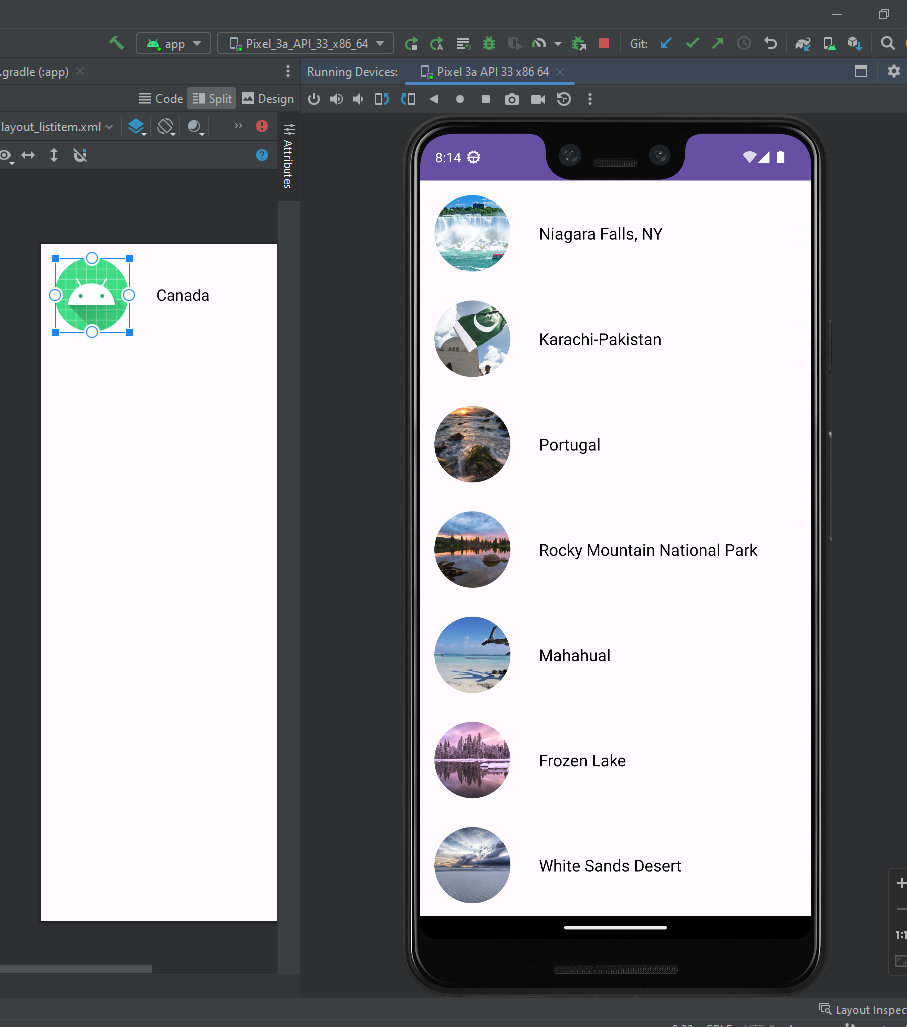 app
Pixel_3a_API_33_x86_64
Git:
.gradle (:app)
Running Devices:
Pixel 3a API 33 x86 64
Code
Split
Design
layout_listitem.xml
Attributes
Canada
8:14
Niagara Falls, NY
Karachi-Pakistan
Portugal
Rocky Mountain National Park
Mahahual
Frozen Lake
White Sands Desert
1:1
Layout Inspec